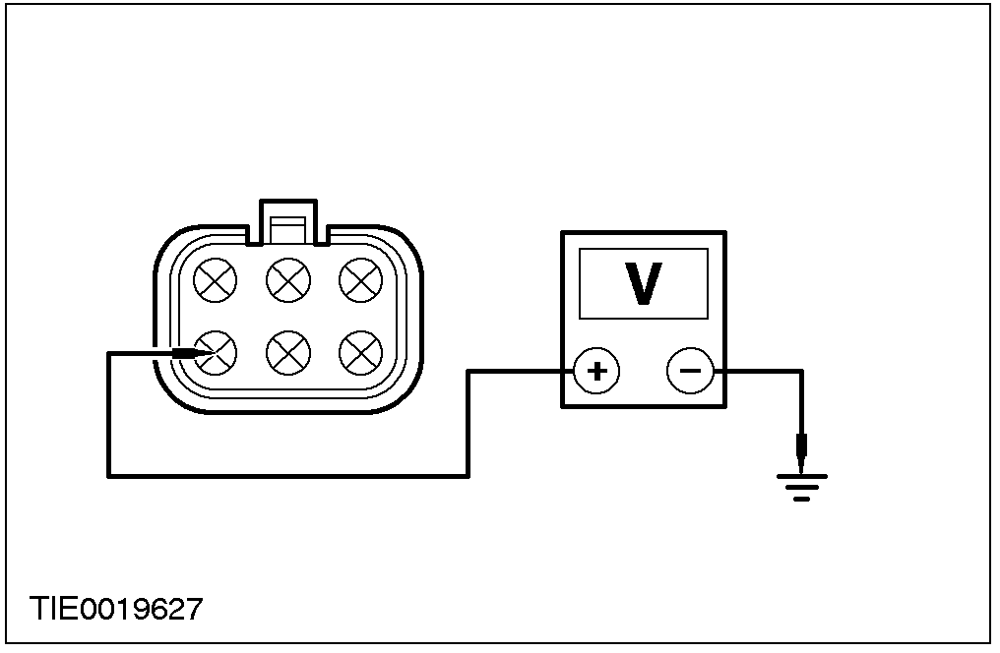 V
+ −
TIE0019627